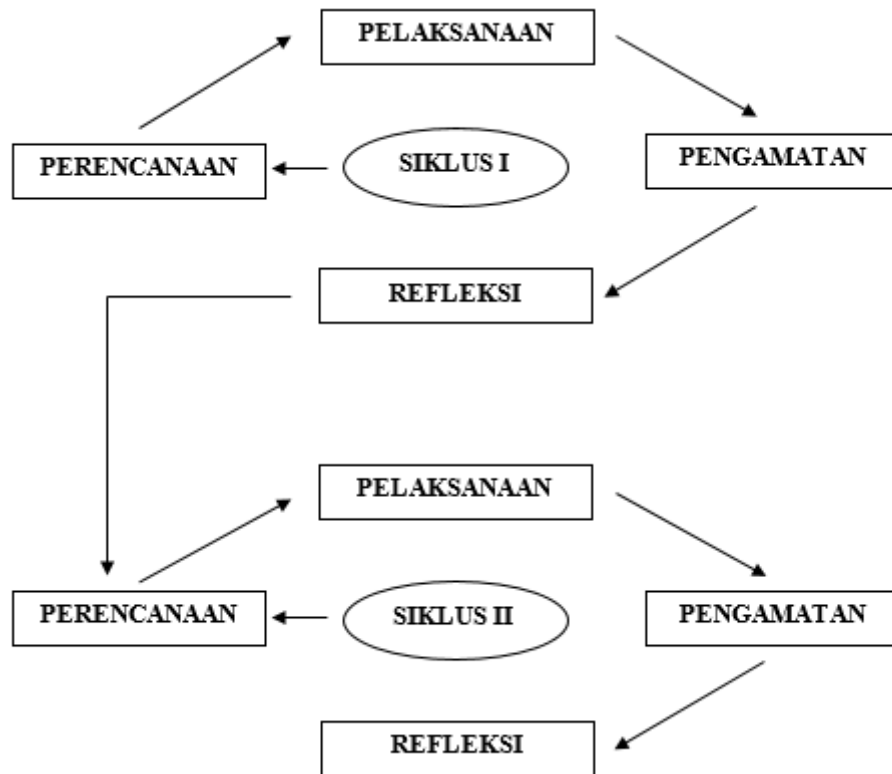 PELAKSANAAN
PERENCANAAN
SIKLUS I
PENGAMATAN
REFLEKSI
PELAKSANAAN
PERENCANAAN
SIKLUS II
PENGAMATAN
REFLEKSI